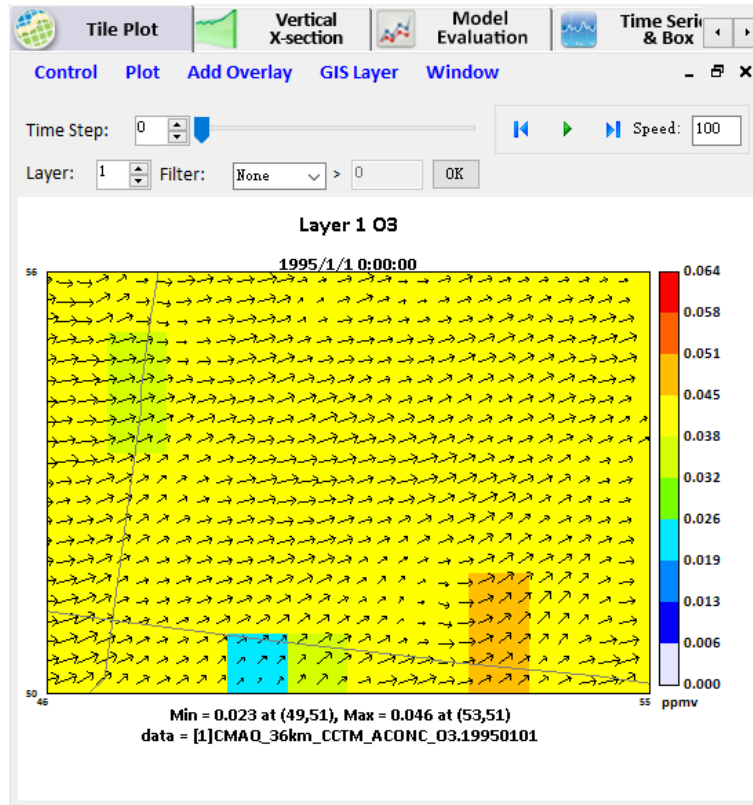 Tile Plot
Vertical X-section
Model Evaluation
Time Serie & Box
Control Plot Add Overlay GIS Layer Window
Time Step: 0
Speed: 100
Layer: 1 Filter: None > 0 OK
Layer 1 O3
1995/1/1 0:00:00
56
0.064
0.058
0.051
0.045
0.038
0.032
0.026
0.019
0.013
0.006
50
0.000
46
55 ppmv
Min = 0.023 at (49,51), Max = 0.046 at (53,51)
data = [1]CMAQ_36km_CCTM_ACONC_O3.19950101